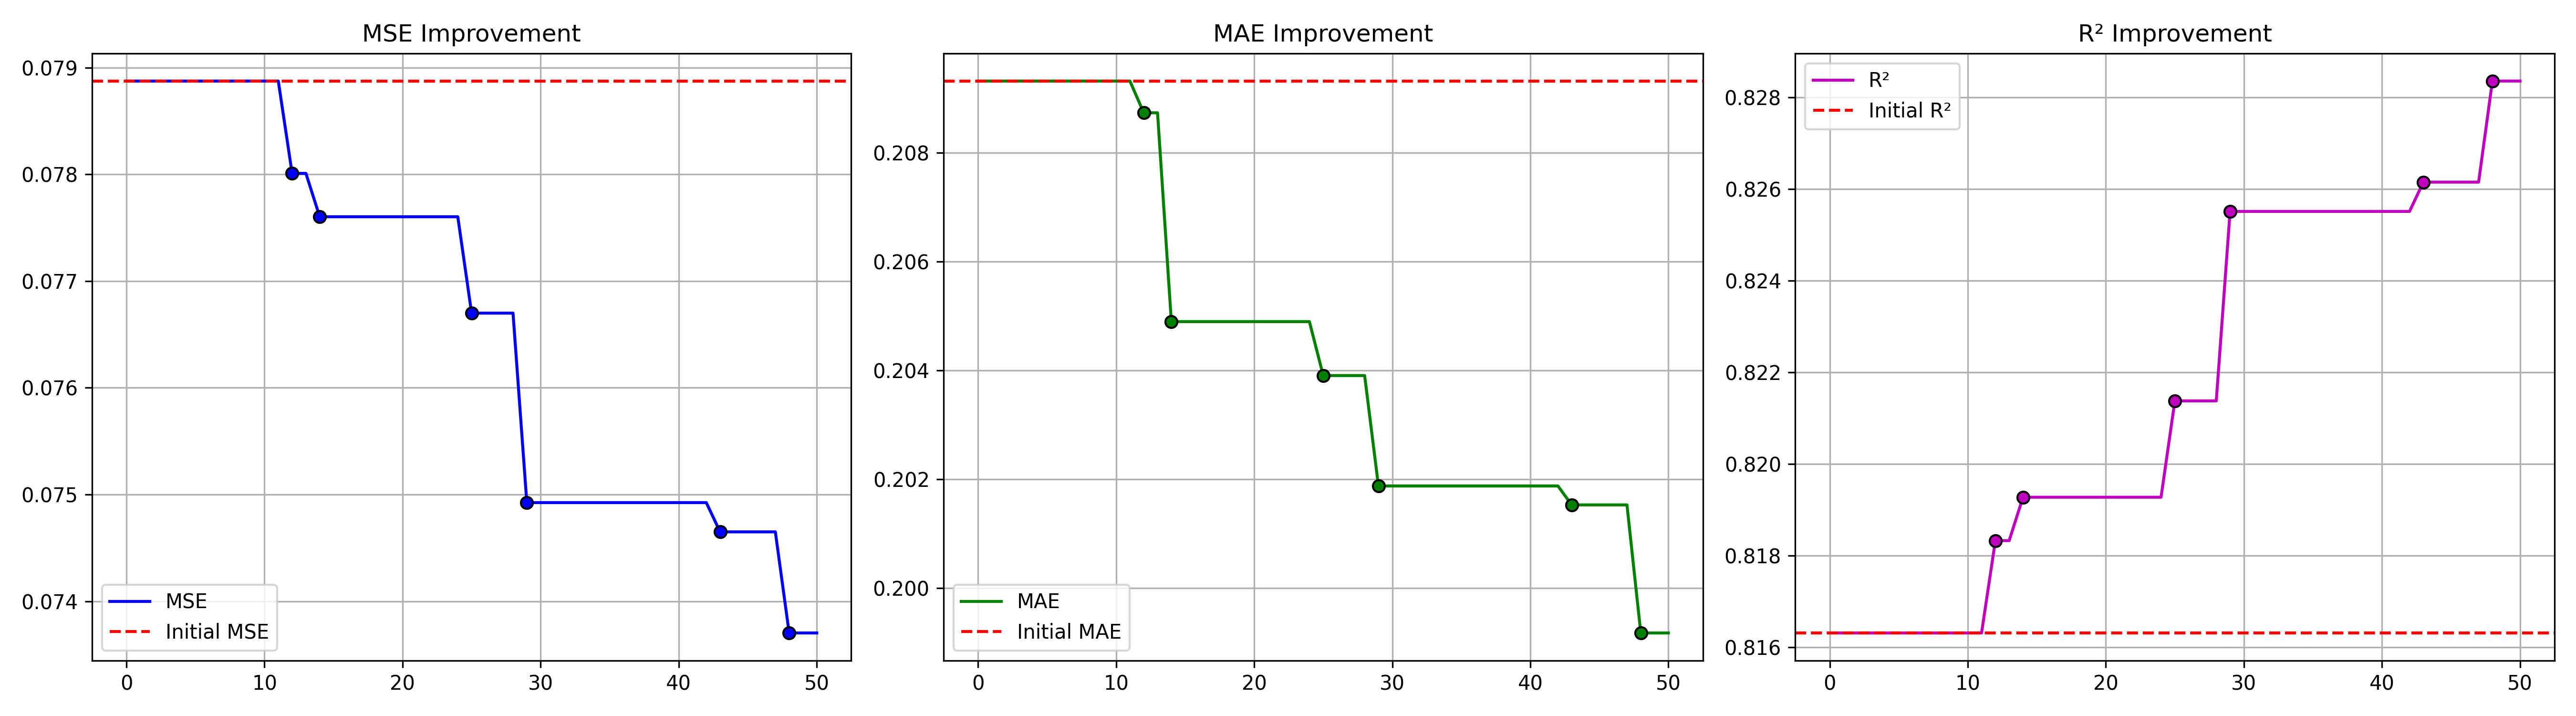 MSE Improvement
0.079
0.078
0.077
0.076
0.075
0.074
MSE
Initial MSE
0 10 20 30 40 50
MAE Improvement
0.208
0.206
0.204
0.202
0.200
MAE
Initial MAE
0 10 20 30 40 50
R² Improvement
R²
Initial R²
0.828
0.826
0.824
0.822
0.820
0.818
0.816
0 10 20 30 40 50